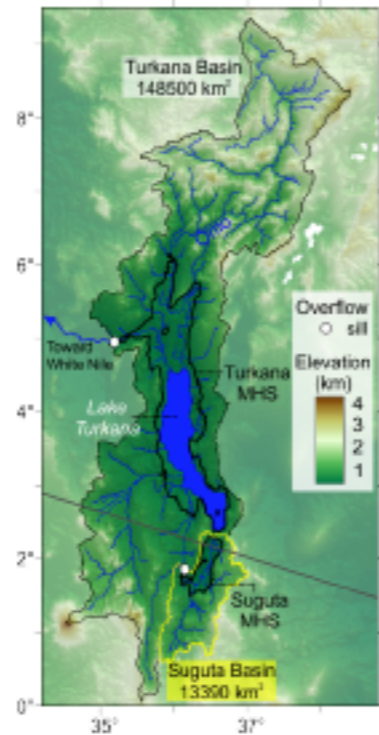 Turkana Basin
148500 km²
8°
Omo
6°
Overflow
sill
Toward
White Nile
Elevation
(km)
4
3
2
1
Turkana
MHS
Lake
Turkana
4°
2°
Suguta
MHS
Suguta Basin
13390 km²
0°
35°
37°